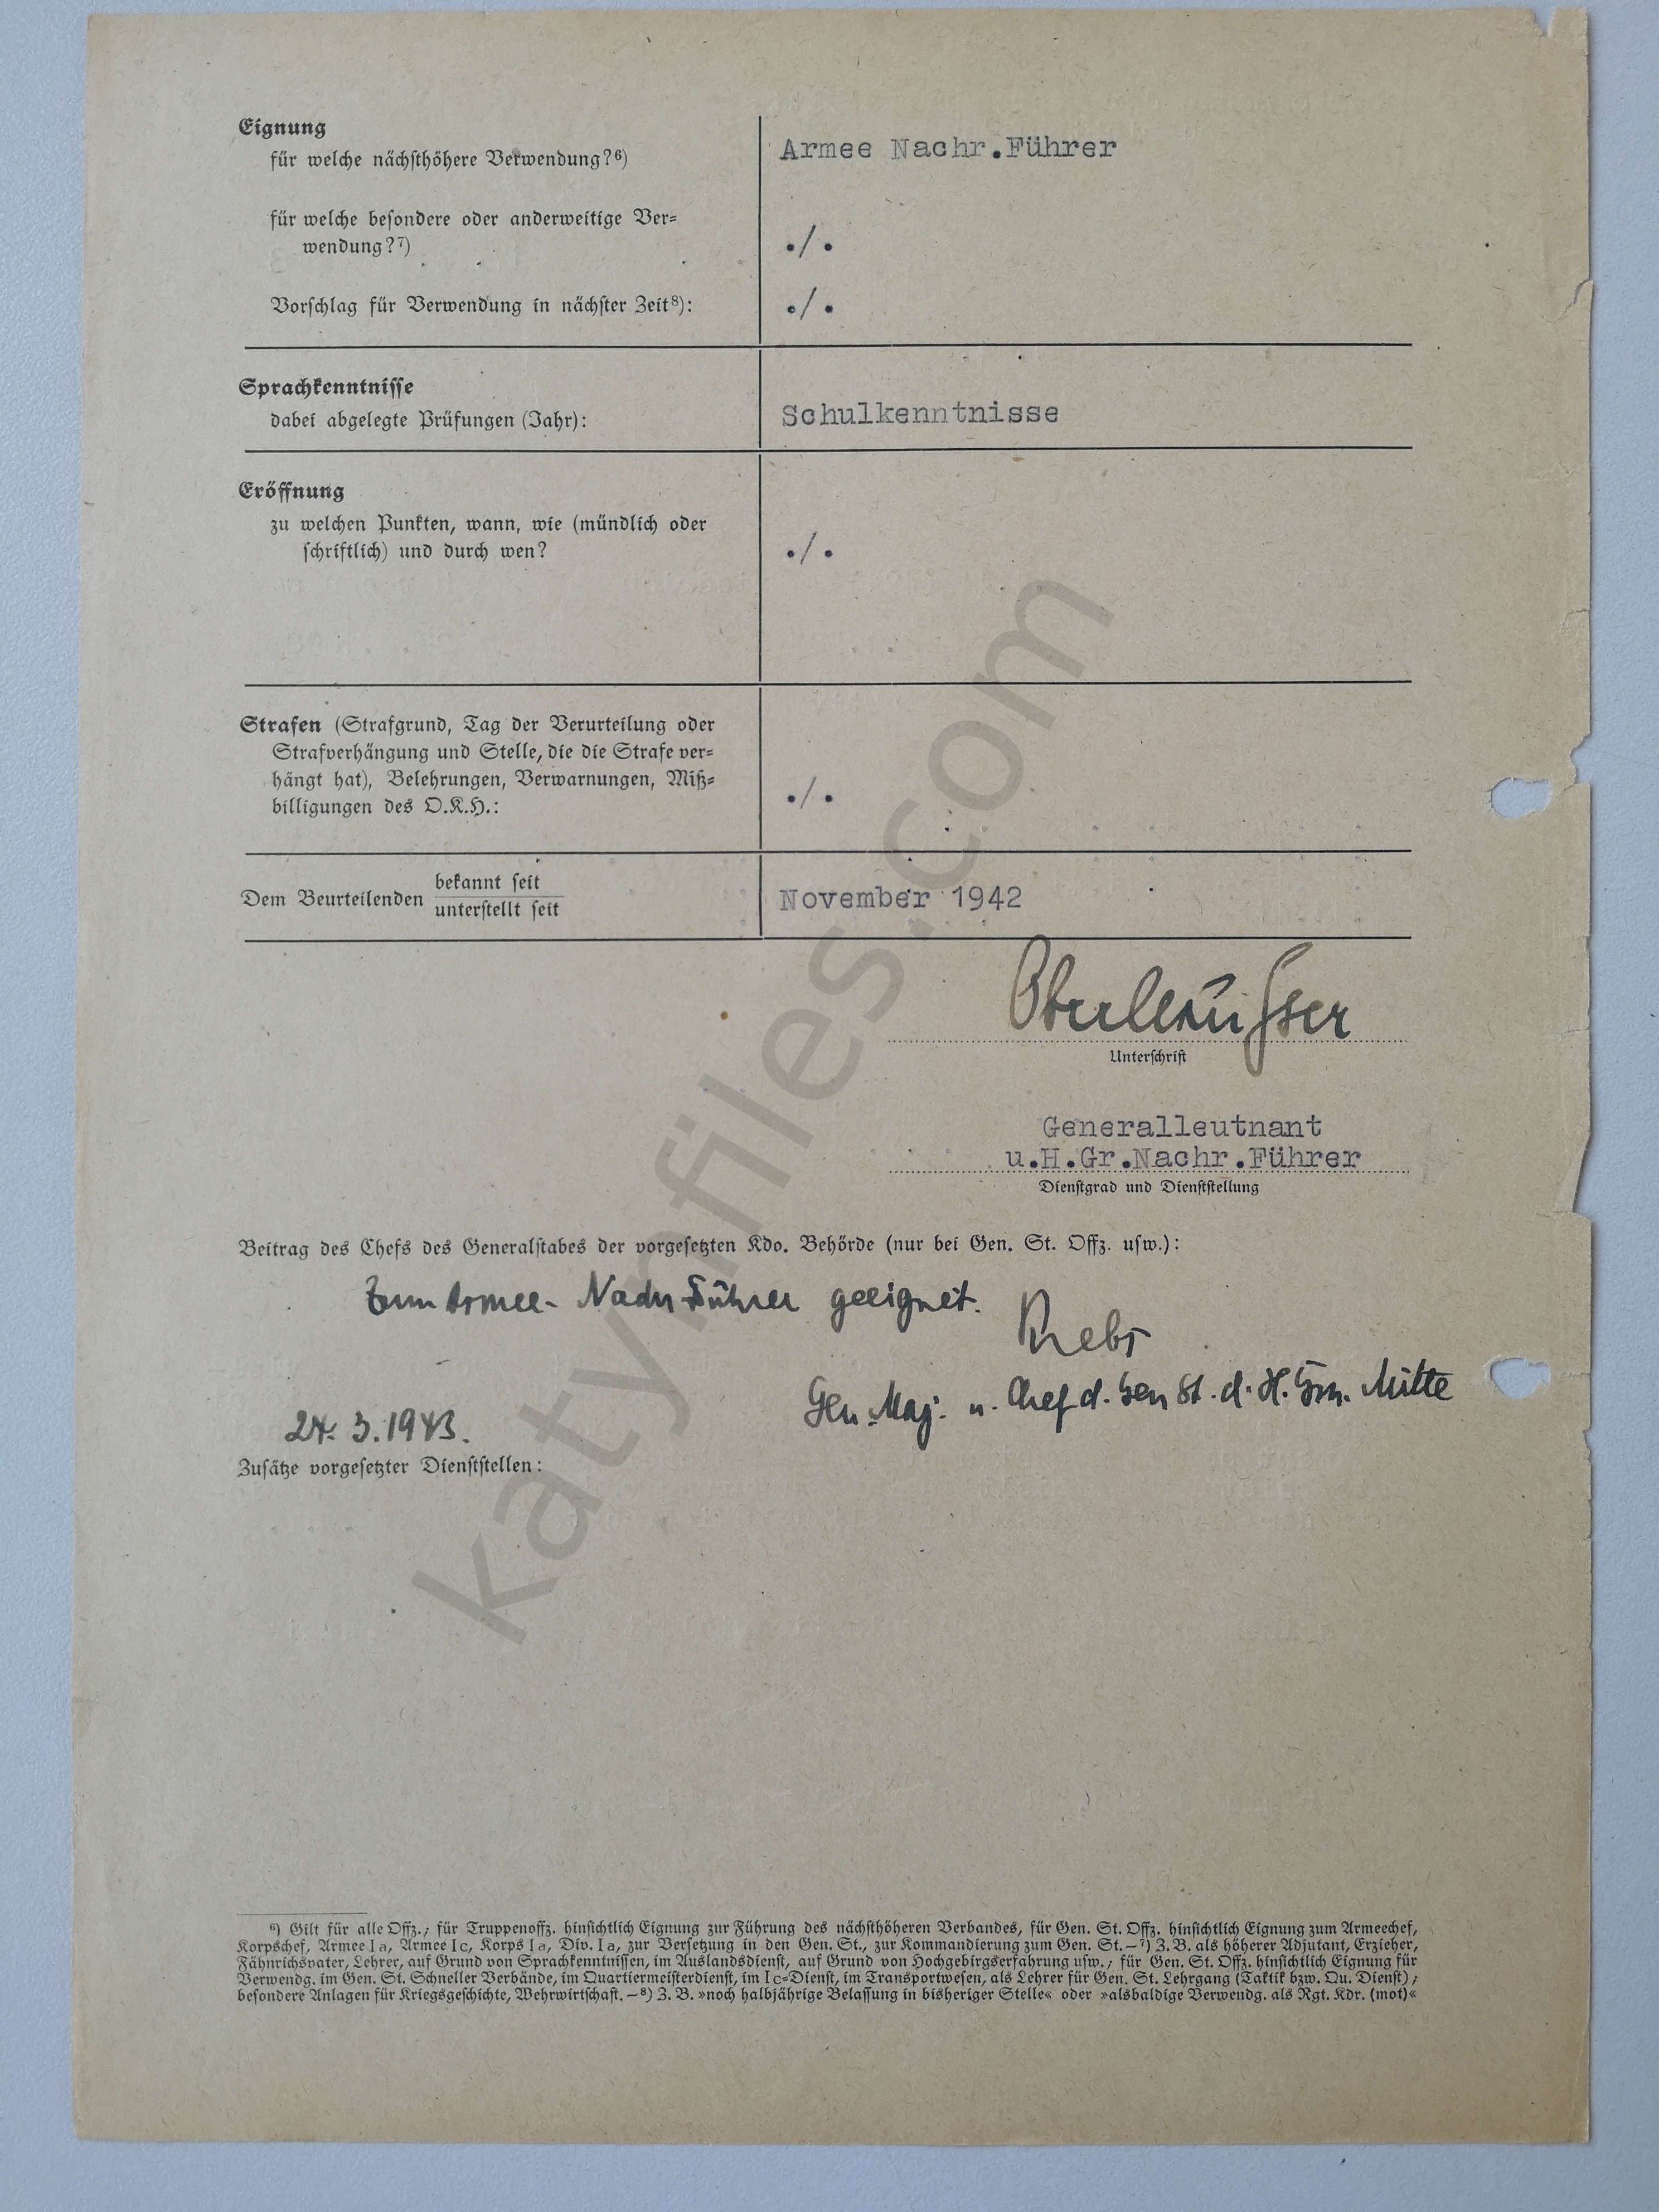 Eignung
für welche nächsthöhere Verwendung?⁶)
Armee Nachr.Führer
für welche besondere oder anderweitige Ver=
wendung?⁷)
./.
Vorschlag für Verwendung in nächster Zeit⁸):
./.
Sprachkenntnisse
dabei abgelegte Prüfungen (Jahr):
Schulkenntnisse
Eröffnung
zu welchen Punkten, wann, wie (mündlich oder
schriftlich) und durch wen?
./.
Strafen (Strafgrund, Tag der Verurteilung oder
Strafverhängung und Stelle, die die Strafe ver=
hängt hat), Belehrungen, Verwarnungen, Miß=
billigungen des O.K.H.:
./.
Dem Beurteilenden bekannt seit
unterstellt seit
November 1942
Unterschrift
Generalleutnant
u.H.Gr.Nachr.Führer
Dienstgrad und Dienststellung
Beitrag des Chefs des Generalstabes der vorgesetzten Kdo. Behörde (nur bei Gen. St. Offz. usw.):
Zum Armee-Nachr Führer geeignet.
Krebs
Gen.Maj. u. Chef d. Gen St. d. H. Grn. Mitte
24. 3. 1943.
Zusätze vorgesetzter Dienststellen:
⁶) Gilt für alle Offz.; für Truppenoffz. hinsichtlich Eignung zur Führung des nächsthöheren Verbandes, für Gen. St. Offz. hinsichtlich Eignung zum Armeechef,
Korpschef, Armee Ia, Armee Ic, Korps Ia, Div. Ia, zur Versetzung in den Gen. St., zur Kommandierung zum Gen. St.—⁷) Z. B. als höherer Adjutant, Erzieher,
Fähnrichsvater, Lehrer, auf Grund von Sprachkenntnissen, im Auslandsdienst, auf Grund von Hochgebirgserfahrung usw.; für Gen. St. Offz. hinsichtlich Eignung für
Verwendg. im Gen. St. Schneller Verbände, im Quartiermeisterdienst, im Ic=Dienst, im Transportwesen, als Lehrer für Gen. St. Lehrgang (Taktik bzw. Qu. Dienst);
besondere Anlagen für Kriegsgeschichte, Wehrwirtschaft. —⁸) Z. B. »noch halbjährige Belassung in bisheriger Stelle« oder »alsbaldige Verwendg. als Rgt. Kdr. (mot)«
katynfiles.com